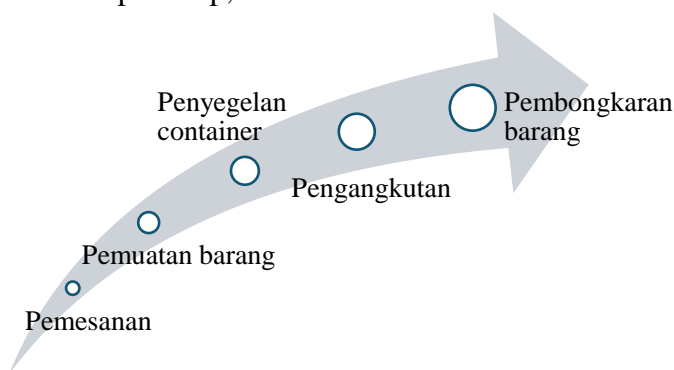 Penyegelan
container
Pembongkaran
barang
Pengangkutan
Pemuatan barang
Pemesanan